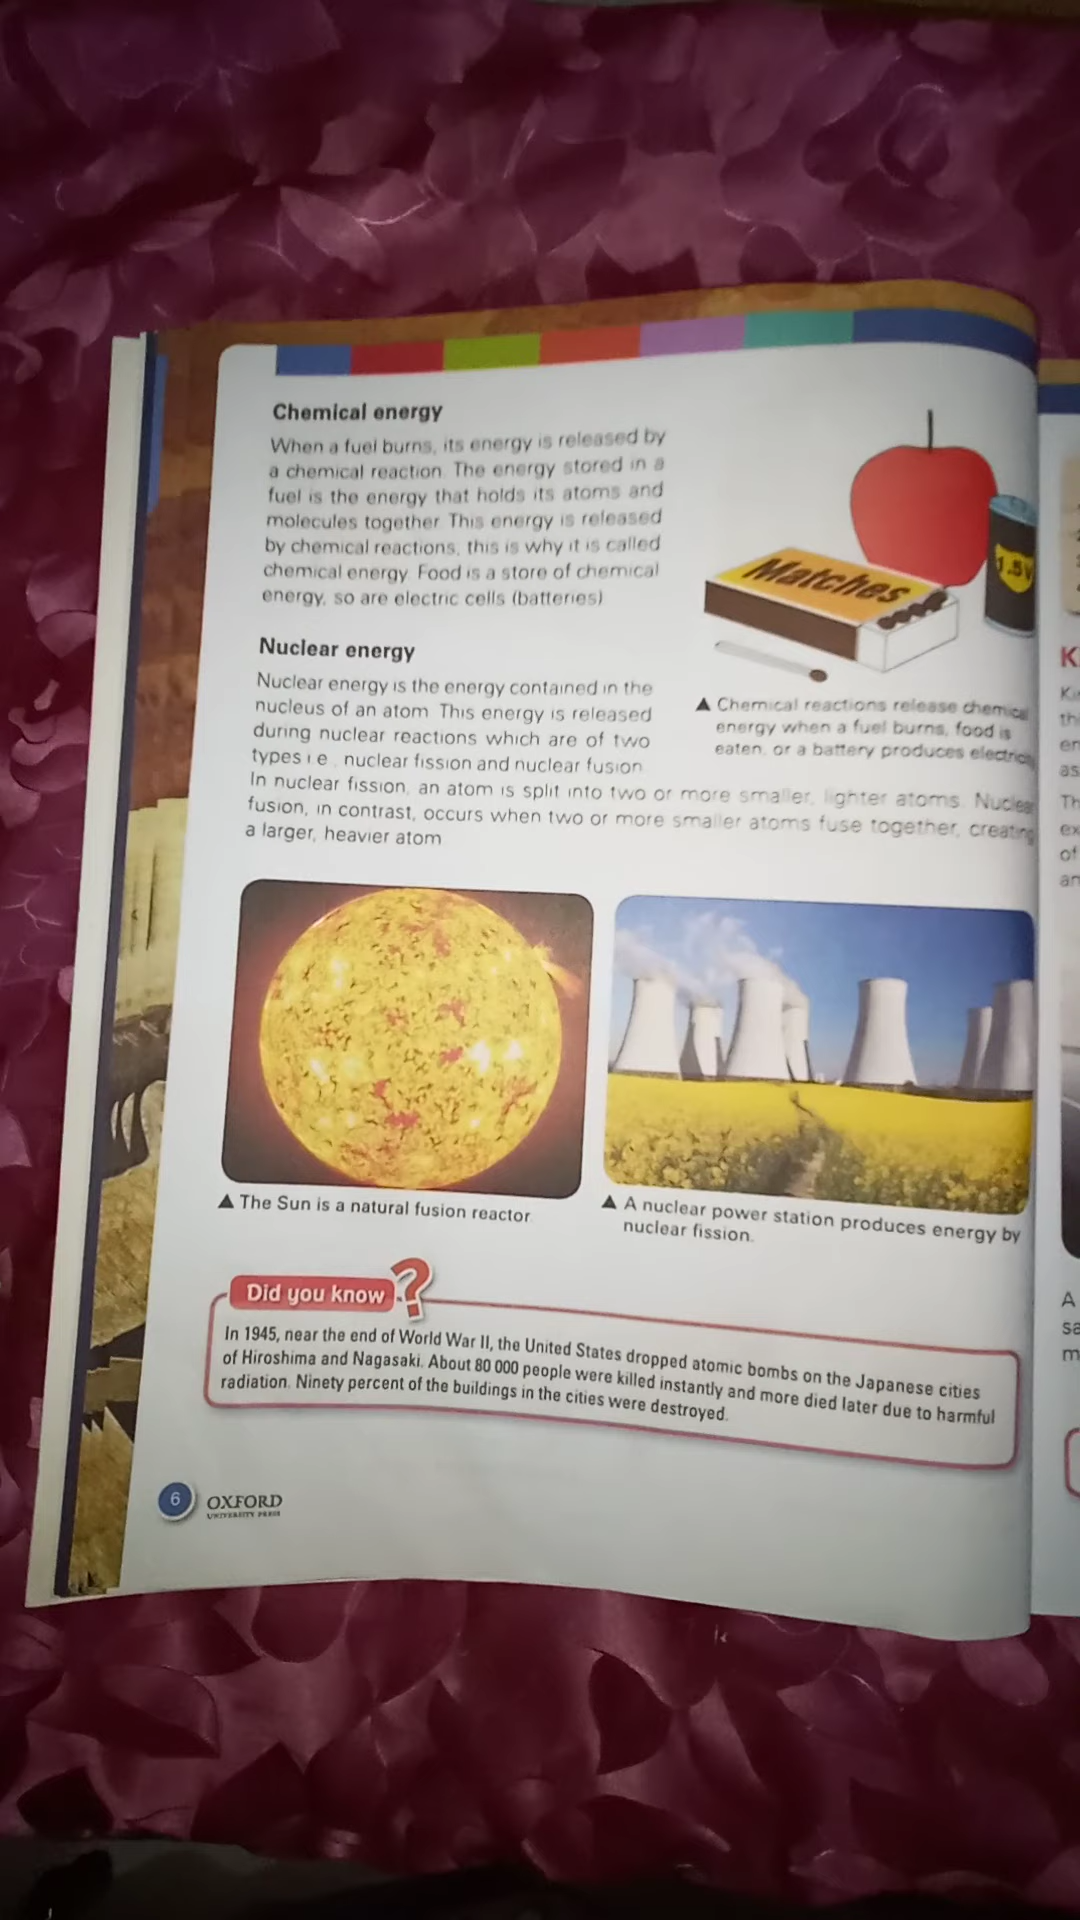 Chemical energy
When a fuel burns, its energy is released by
a chemical reaction. The energy stored in a
fuel is the energy that holds its atoms and
molecules together. This energy is released
by chemical reactions, this is why it is called
chemical energy. Food is a store of chemical
energy, so are electric cells (batteries)
Matches
1.5V
▲ Chemical reactions release chemical
energy when a fuel burns, food is
eaten, or a battery produces
Nuclear energy
Nuclear energy is the energy contained in the
nucleus of an atom. This energy is released
during nuclear reactions which are of two
types i.e., nuclear fission and nuclear fusion.
In nuclear fission, an atom is split into two or more smaller, lighter atoms. Nuclear
fusion, in contrast, occurs when two or more smaller atoms fuse together, creating
a larger, heavier atom.
▲ The Sun is a natural fusion reactor.
▲ A nuclear power station produces energy by
nuclear fission.
Did you know ?
In 1945, near the end of World War II, the United States dropped atomic bombs on the Japanese cities
of Hiroshima and Nagasaki. About 80 000 people were killed instantly and more died later due to harmful
radiation. Ninety percent of the buildings in the cities were destroyed.
6
OXFORD
UNIVERSITY PRESS